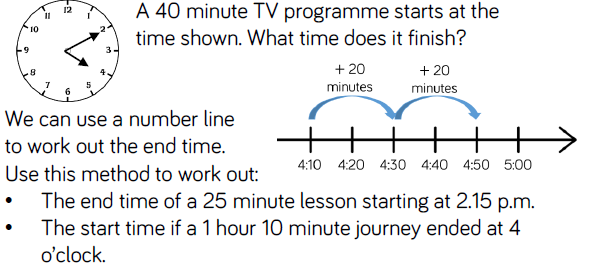 12
11 1
10 2
9 3
8 4
7 5
6
A 40 minute TV programme starts at the
time shown. What time does it finish?
+ 20 + 20
minutes minutes
We can use a number line
to work out the end time.
4:10 4:20 4:30 4:40 4:50 5:00
Use this method to work out:
• The end time of a 25 minute lesson starting at 2.15 p.m.
• The start time if a 1 hour 10 minute journey ended at 4
o’clock.